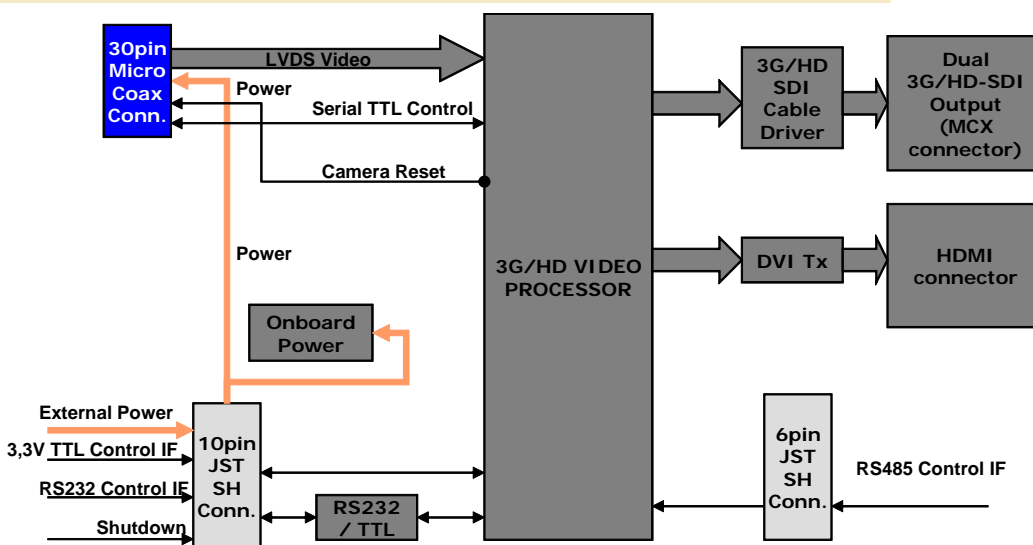 30pin
Micro
Coax
Conn.
LVDS Video
Power
Serial TTL Control
Camera Reset
Power
3G/HD VIDEO
PROCESSOR
3G/HD
SDI
Cable
Driver
Dual
3G/HD-SDI
Output
(MCX
connector)
DVI Tx
HDMI
connector
Onboard
Power
External Power
3,3V TTL Control IF
RS232 Control IF
Shutdown
10pin
JST
SH
Conn.
RS232
/ TTL
6pin
JST
SH
Conn.
RS485 Control IF